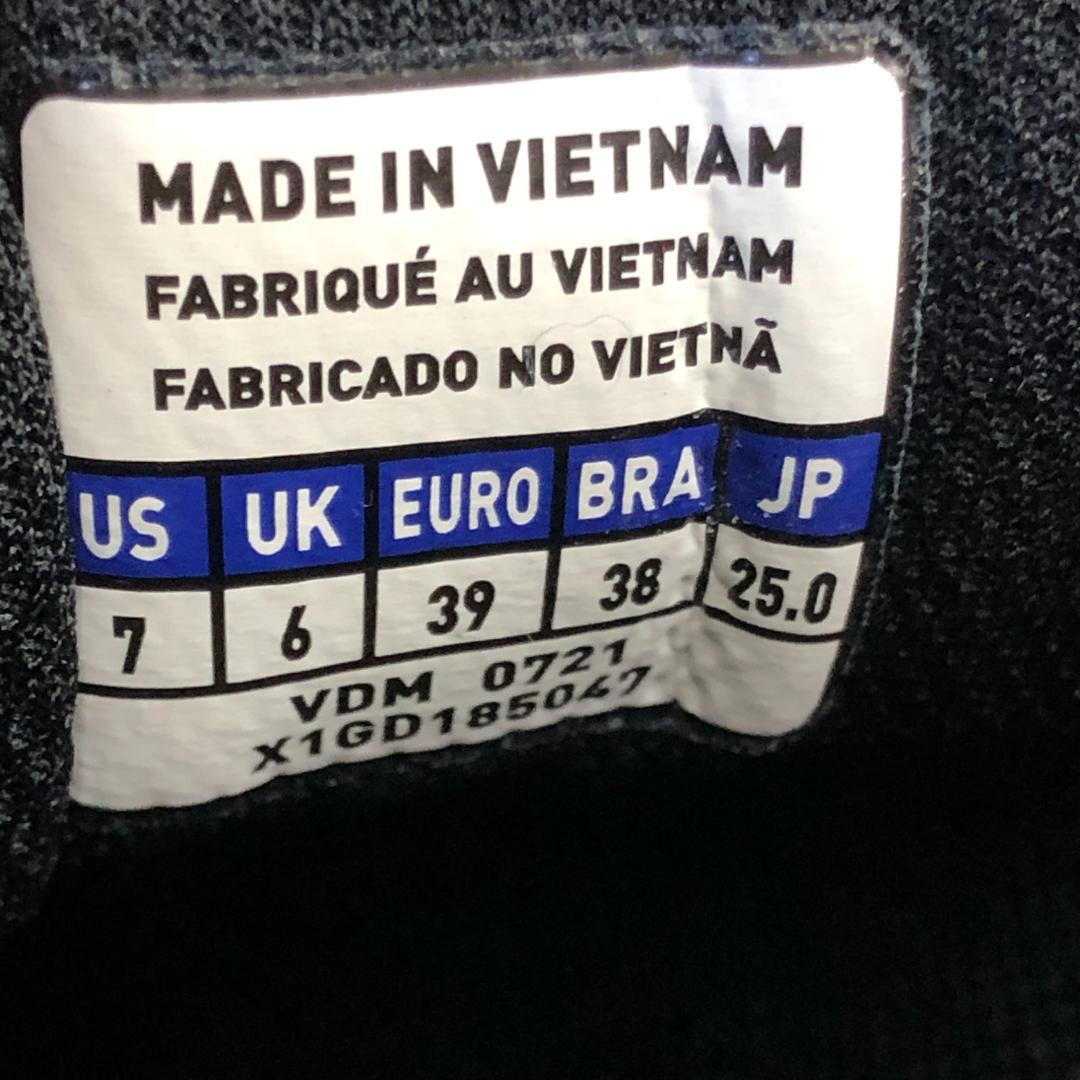 MADE IN VIETNAM
FABRIQUÉ AU VIETNAM
FABRICADO NO VIETNÃ
US UK EURO BRA JP
7 6 39 38 25.0
VDM 0721
X1GD185047